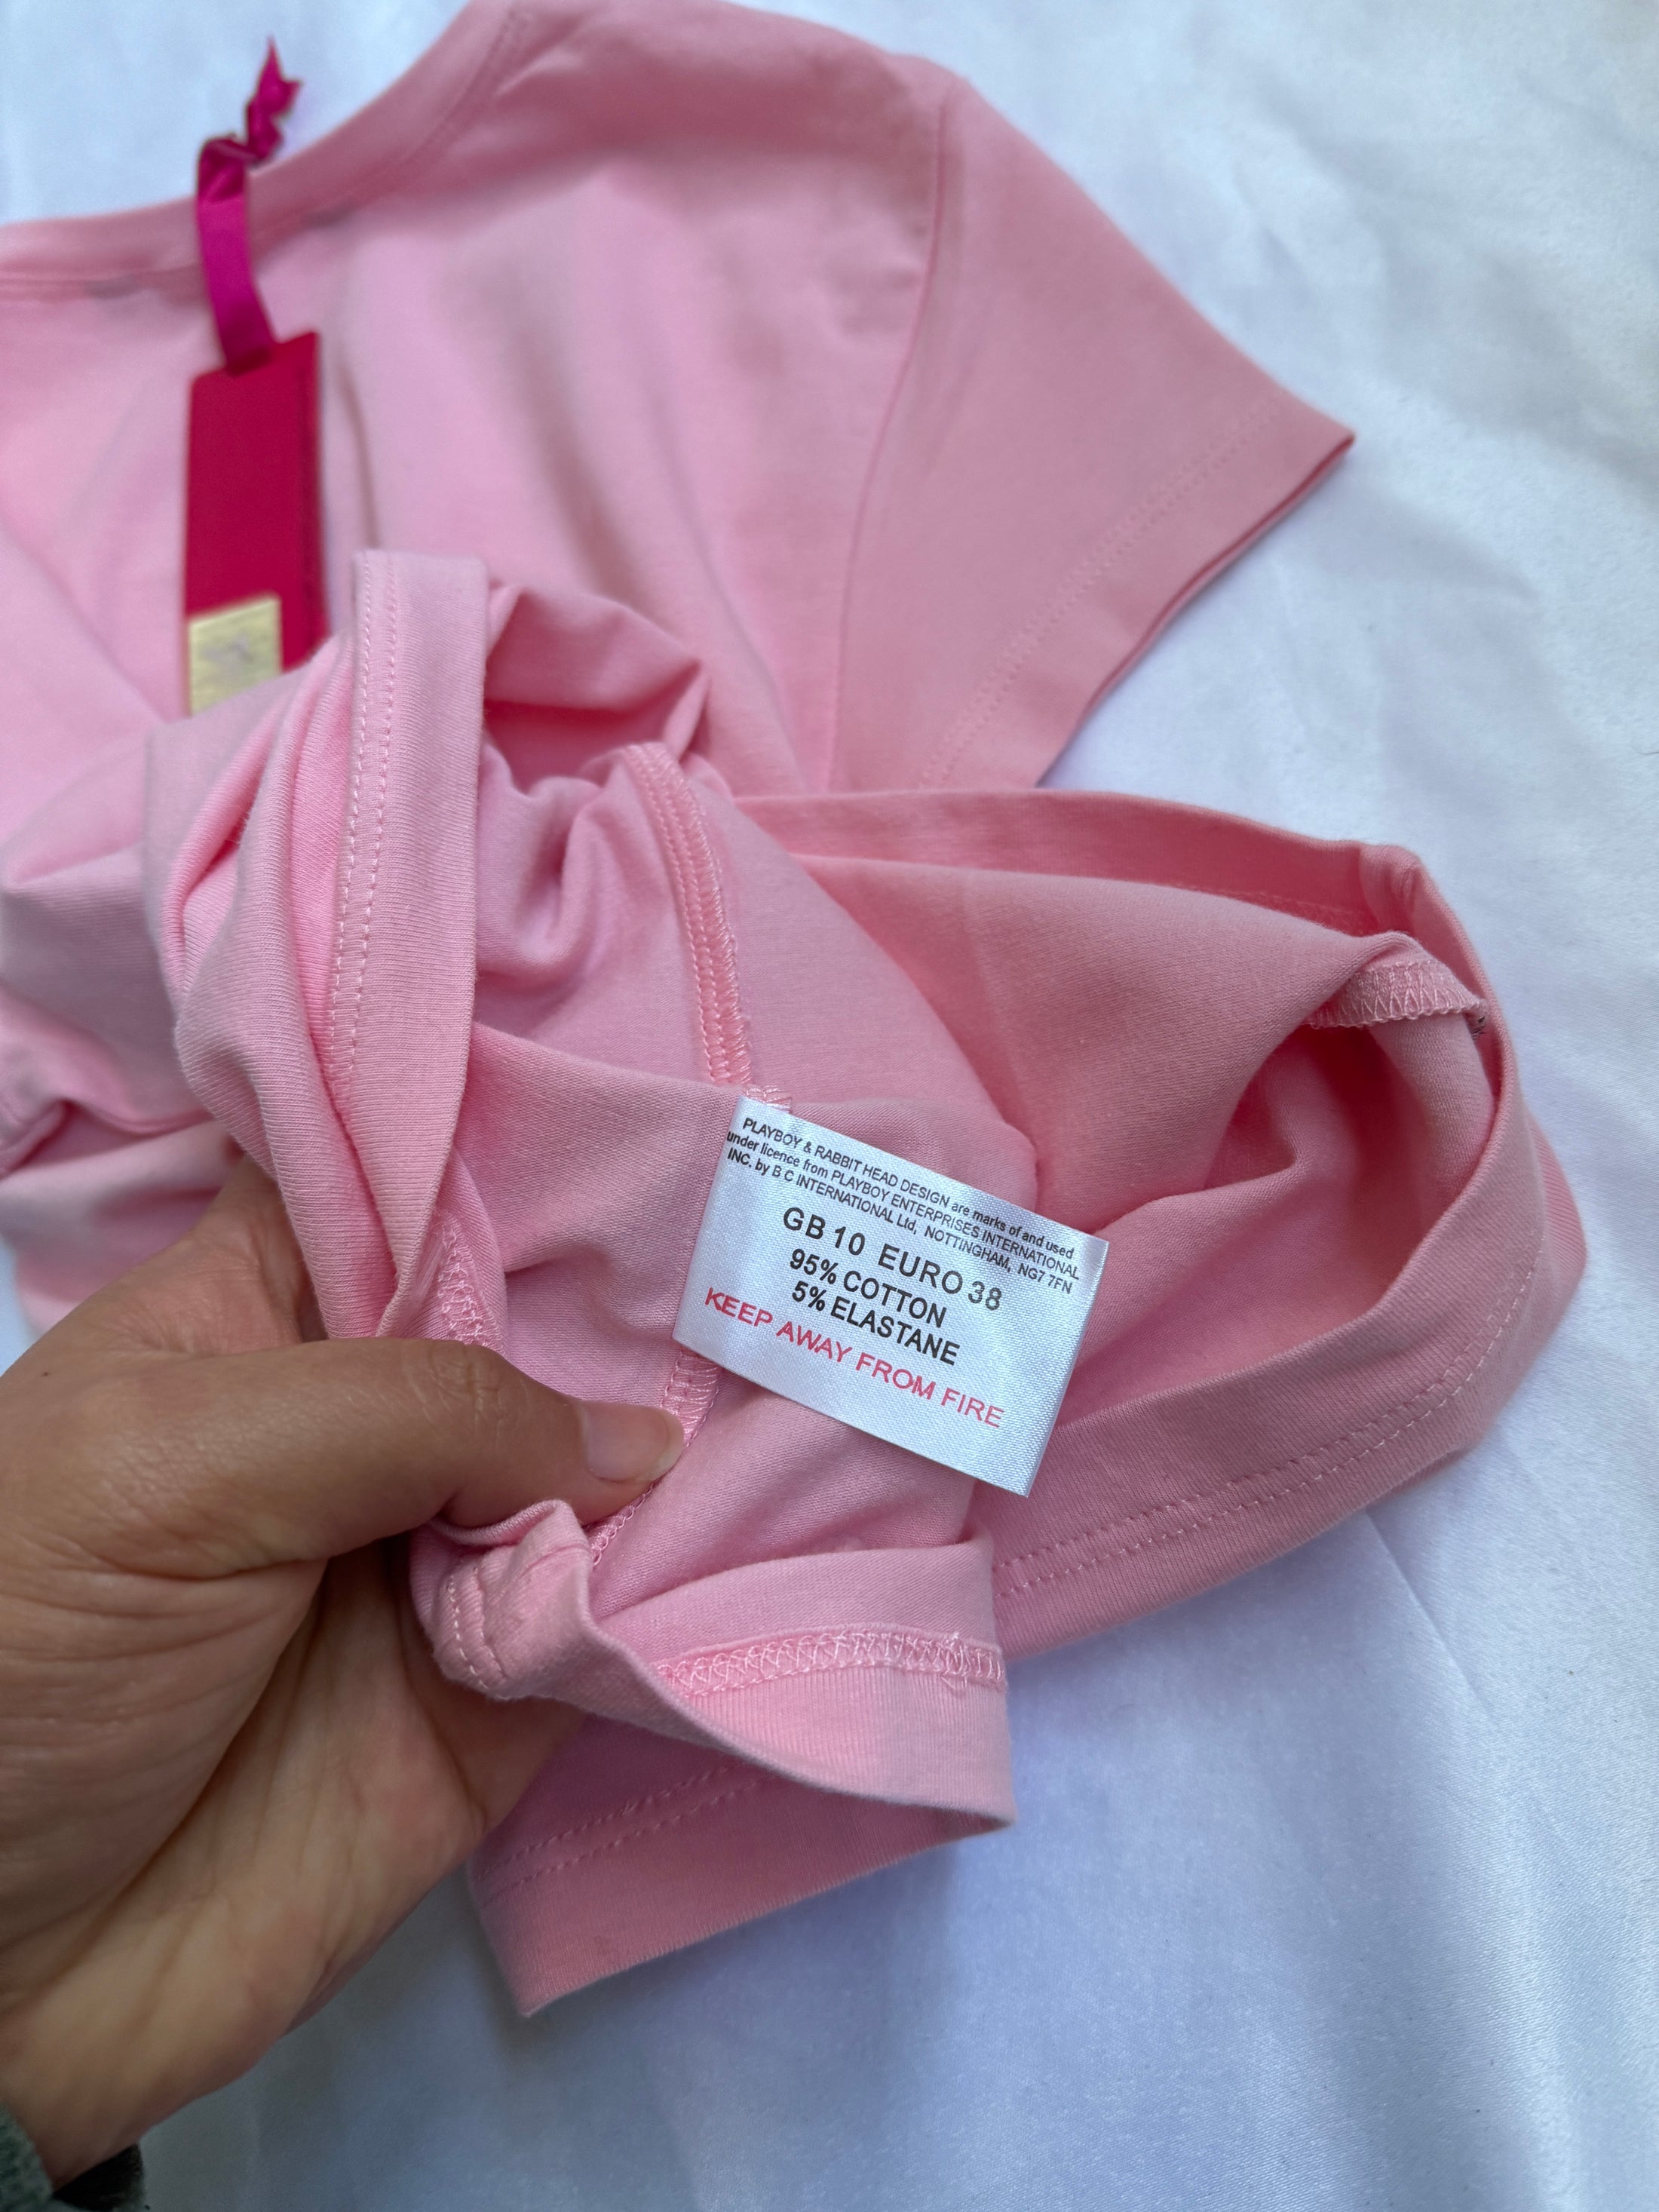 PLAYBOY & RABBIT HEAD DESIGN are marks of and used
under licence from PLAYBOY ENTERPRISES INTERNATIONAL
INC. by B C INTERNATIONAL Ltd, NOTTINGHAM, NG7 7FN
GB 10 EURO 38
95% COTTON
5% ELASTANE
KEEP AWAY FROM FIRE